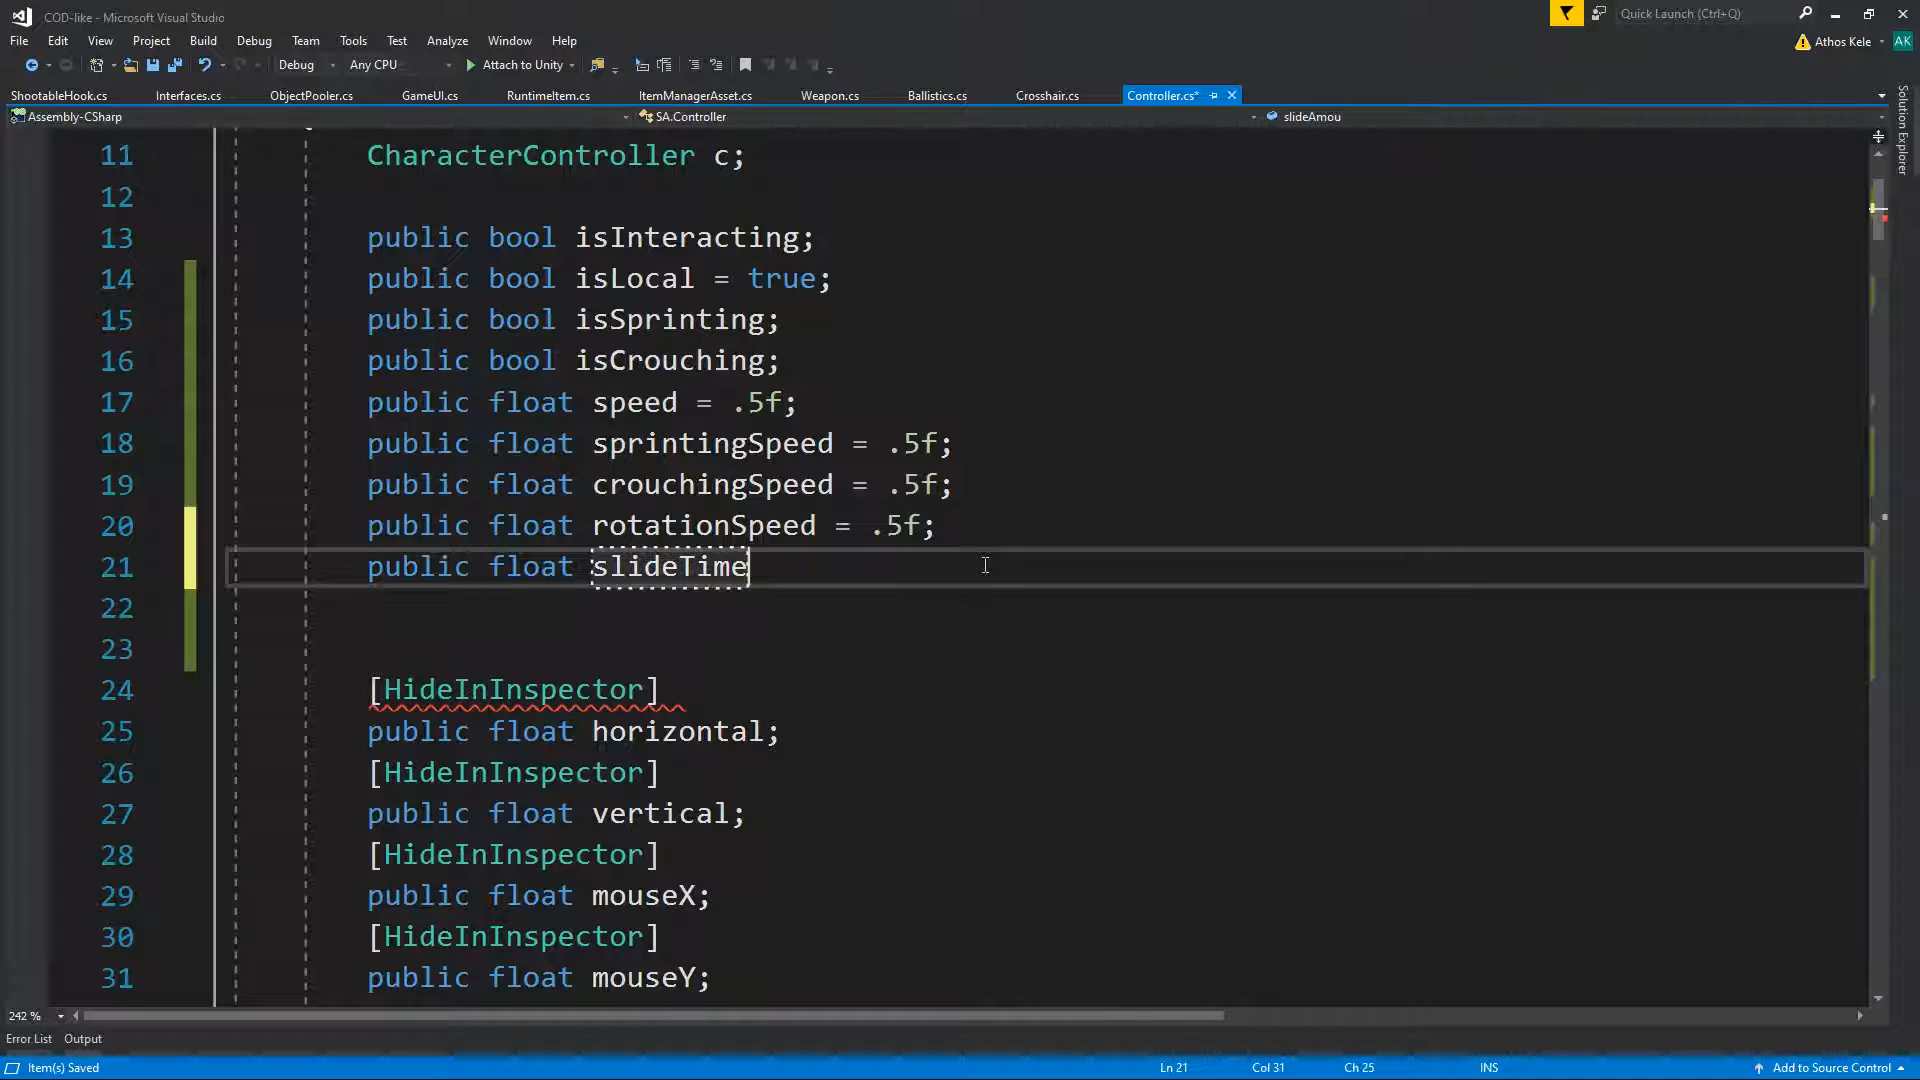 COD-like - Microsoft Visual Studio
Quick Launch (Ctrl+Q)
File Edit View Project Build Debug Team Tools Test Analyze Window Help
Athos Kele AK
Debug Any CPU Attach to Unity
ShootableHook.cs Interfaces.cs ObjectPooler.cs GameUI.cs RuntimeItem.cs ItemManagerAsset.cs Weapon.cs Ballistics.cs Crosshair.cs Controller.cs*
Assembly-CSharp SA.Controller slideAmou
Solution Explorer
11 CharacterController c;
12
13 public bool isInteracting;
14 public bool isLocal = true;
15 public bool isSprinting;
16 public bool isCrouching;
17 public float speed = .5f;
18 public float sprintingSpeed = .5f;
19 public float crouchingSpeed = .5f;
20 public float rotationSpeed = .5f;
21 public float slideTime
22
23
24 [HideInInspector]
25 public float horizontal;
26 [HideInInspector]
27 public float vertical;
28 [HideInInspector]
29 public float mouseX;
30 [HideInInspector]
31 public float mouseY;
242 %
Error List Output
Item(s) Saved Ln 21 Col 31 Ch 25 INS Add to Source Control